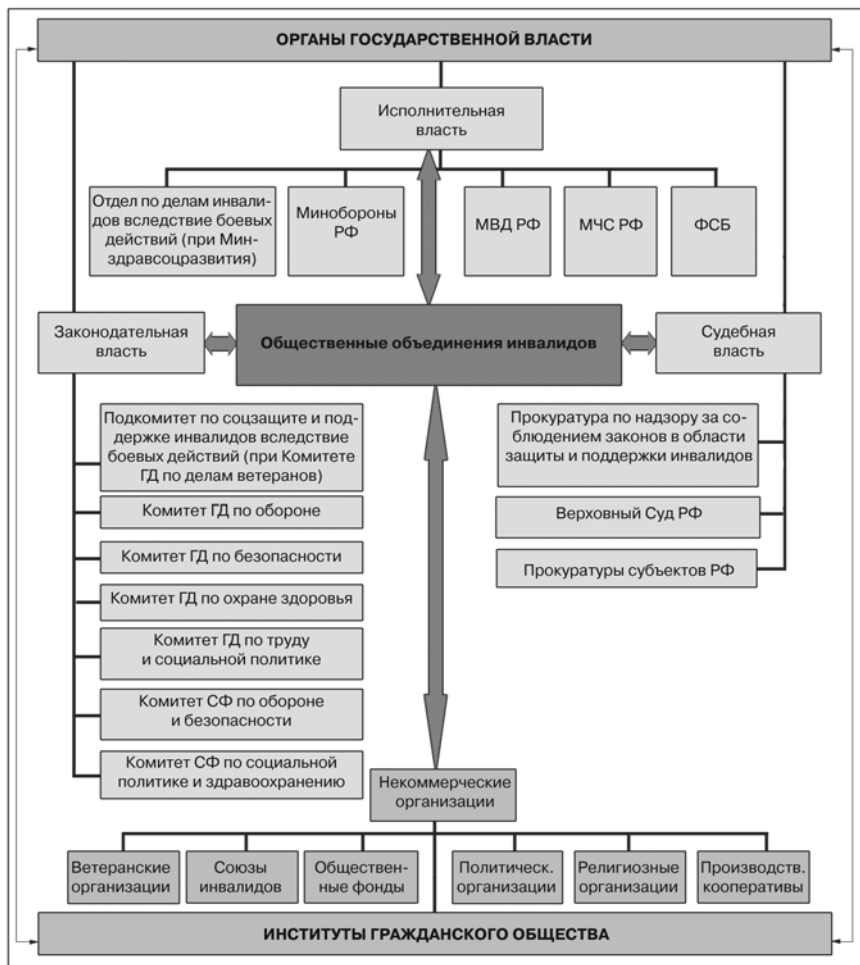 ОРГАНЫ ГОСУДАРСТВЕННОЙ ВЛАСТИ
Исполнительная
власть
Отдел по делам инвали-
дов вследствие боевых
действий (при Мин-
здравсоцразвития)
Минобороны
РФ
МВД РФ
МЧС РФ
ФСБ
Законодательная
власть
Общественные объединения инвалидов
Судебная
власть
Подкомитет по соцзащите и под-
держке инвалидов вследствие
боевых действий (при Комитете
ГД по делам ветеранов)
Комитет ГД по обороне
Комитет ГД по безопасности
Комитет ГД по охране здоровья
Комитет ГД по труду
и социальной политике
Комитет СФ по обороне
и безопасности
Комитет СФ по социальной
политике и здравоохранению
Прокуратура по надзору за со-
блюдением законов в области
защиты и поддержки инвалидов
Верховный Суд РФ
Прокуратуры субъектов РФ
Некоммерческие
организации
Ветеранские
организации
Союзы
инвалидов
Обществен-
ные фонды
Политическ.
организации
Религиозные
организации
Производств.
кооперативы
ИНСТИТУТЫ ГРАЖДАНСКОГО ОБЩЕСТВА